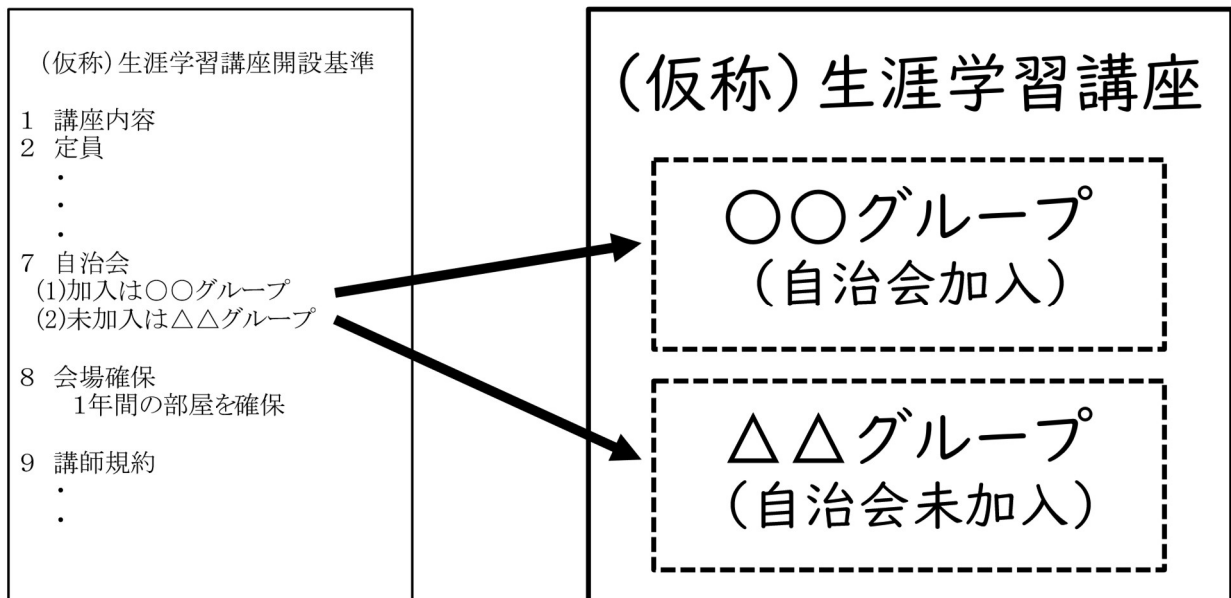 (仮称)生涯学習講座開設基準
1 講座内容
2 定員
・
・
・
7 自治会
(1)加入は○○グループ
(2)未加入は△△グループ
8 会場確保
1年間の部屋を確保
9 講師規約
・
・
(仮称)生涯学習講座
○○グループ
(自治会加入)
△△グループ
(自治会未加入)